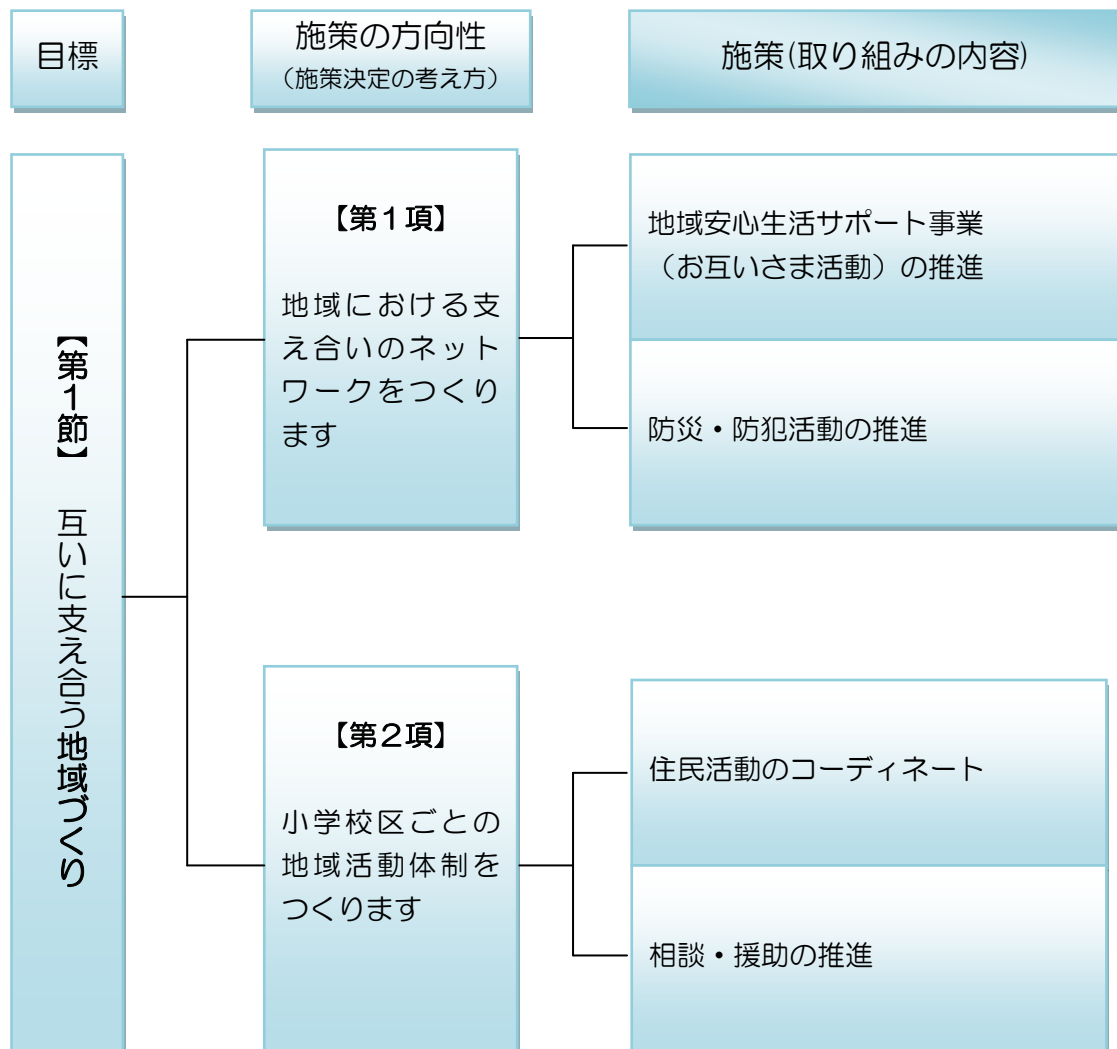 目標
施策の方向性
（施策決定の考え方）
施策(取り組みの内容)
【第１節】　互いに支え合う地域づくり
【第１項】
地域における支
え合いのネット
ワークをつくり
ます
地域安心生活サポート事業
（お互いさま活動）の推進
防災・防犯活動の推進
【第２項】
小学校区ごとの
地域活動体制を
つくります
住民活動のコーディネート
相談・援助の推進